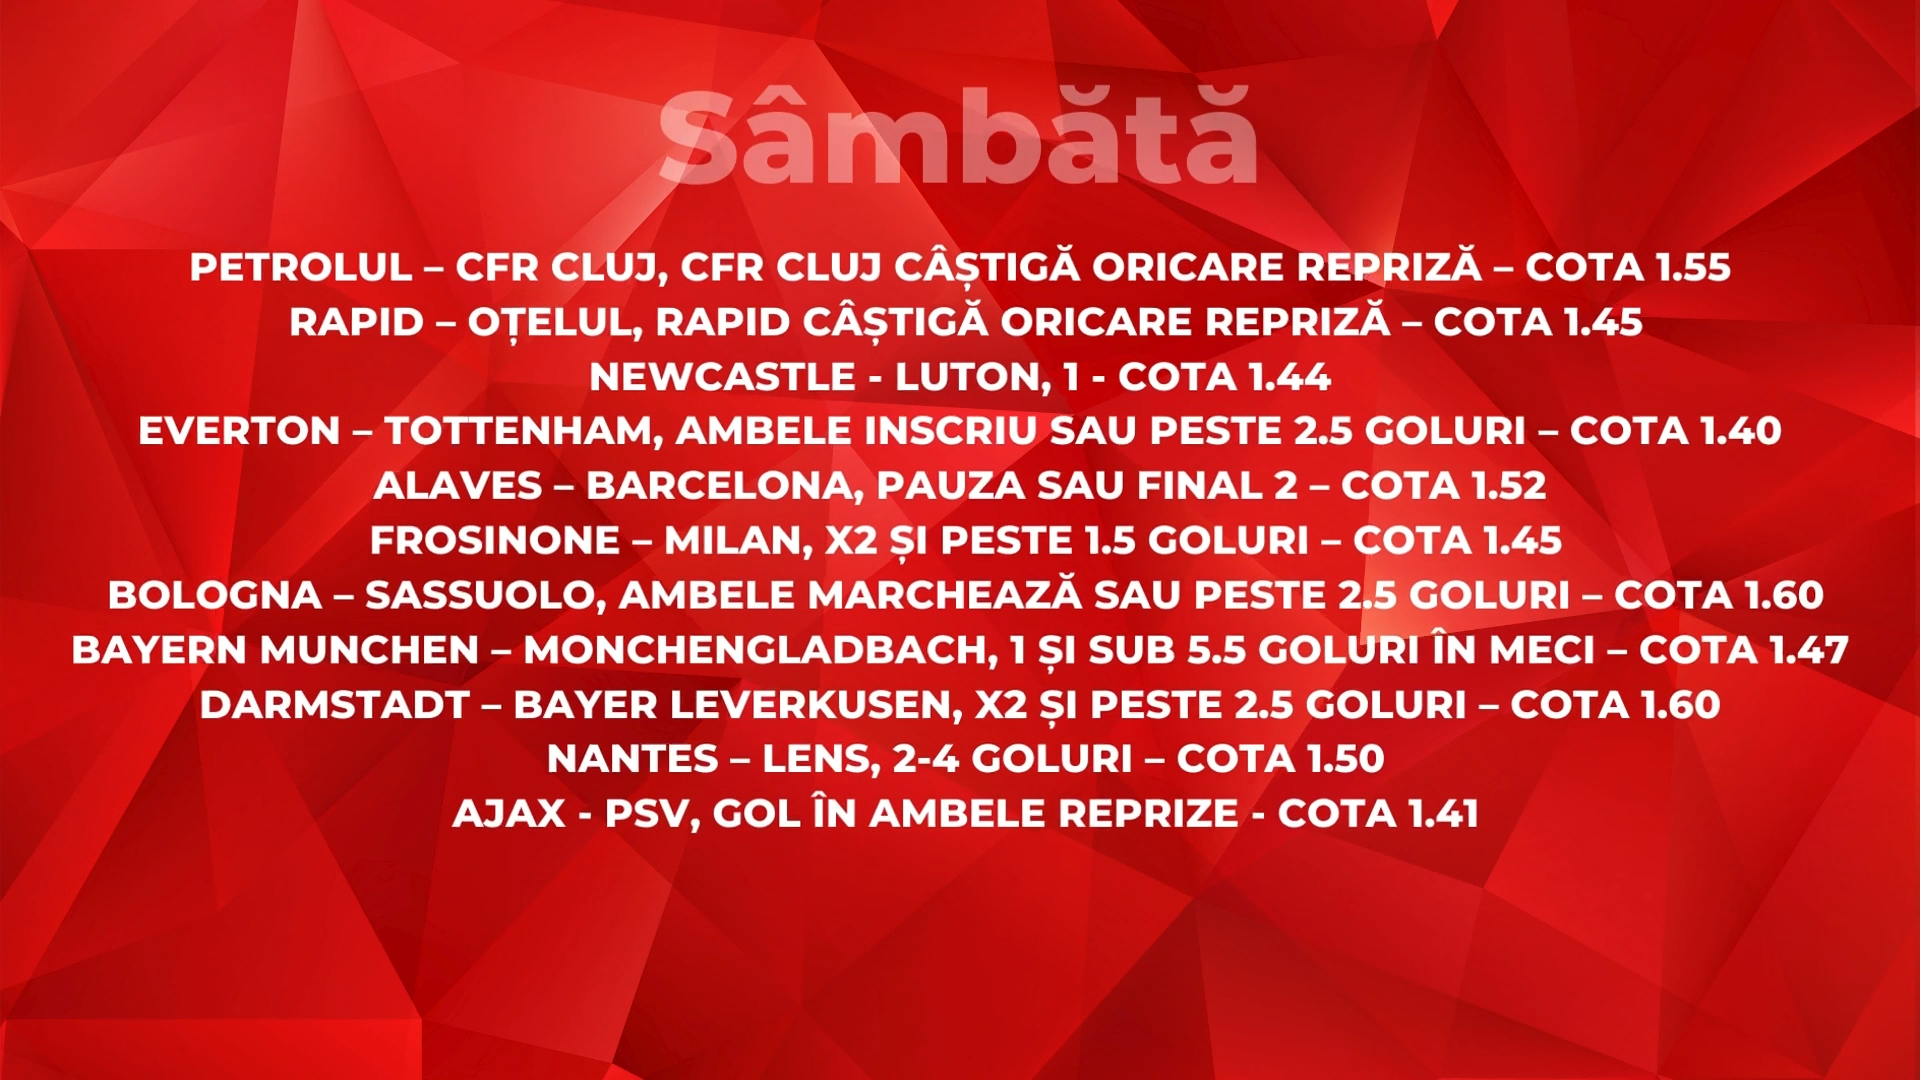 Sâmbătă
PETROLUL – CFR CLUJ, CFR CLUJ CÂȘTIGĂ ORICARE REPRIZĂ – COTA 1.55
RAPID – OȚELUL, RAPID CÂȘTIGĂ ORICARE REPRIZĂ – COTA 1.45
NEWCASTLE - LUTON, 1 - COTA 1.44
EVERTON – TOTTENHAM, AMBELE INSCRIU SAU PESTE 2.5 GOLURI – COTA 1.40
ALAVES – BARCELONA, PAUZA SAU FINAL 2 – COTA 1.52
FROSINONE – MILAN, X2 ȘI PESTE 1.5 GOLURI – COTA 1.45
BOLOGNA – SASSUOLO, AMBELE MARCHEAZĂ SAU PESTE 2.5 GOLURI – COTA 1.60
BAYERN MUNCHEN – MONCHENGLADBACH, 1 ȘI SUB 5.5 GOLURI ÎN MECI – COTA 1.47
DARMSTADT – BAYER LEVERKUSEN, X2 ȘI PESTE 2.5 GOLURI – COTA 1.60
NANTES – LENS, 2-4 GOLURI – COTA 1.50
AJAX - PSV, GOL ÎN AMBELE REPRIZE - COTA 1.41